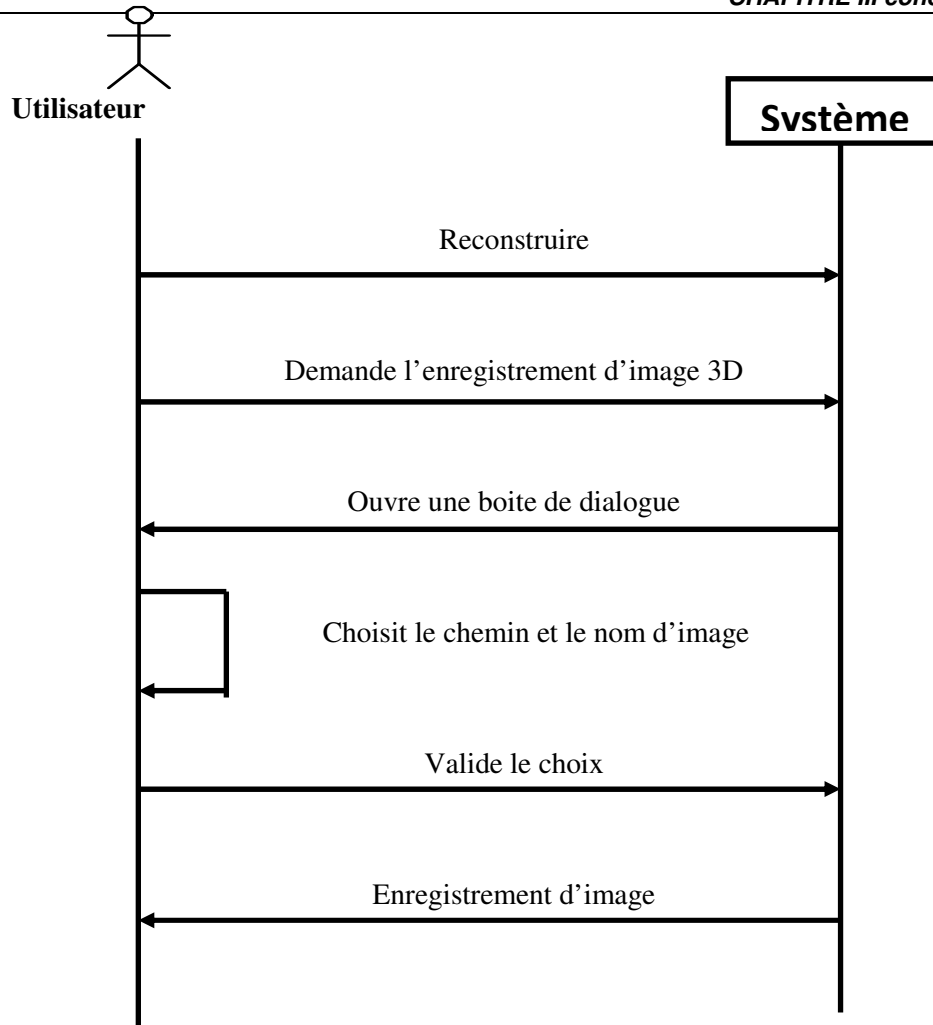 Utilisateur
Système
Reconstruire
Demande l’enregistrement d’image 3D
Ouvre une boite de dialogue
Choisit le chemin et le nom d’image
Valide le choix
Enregistrement d’image